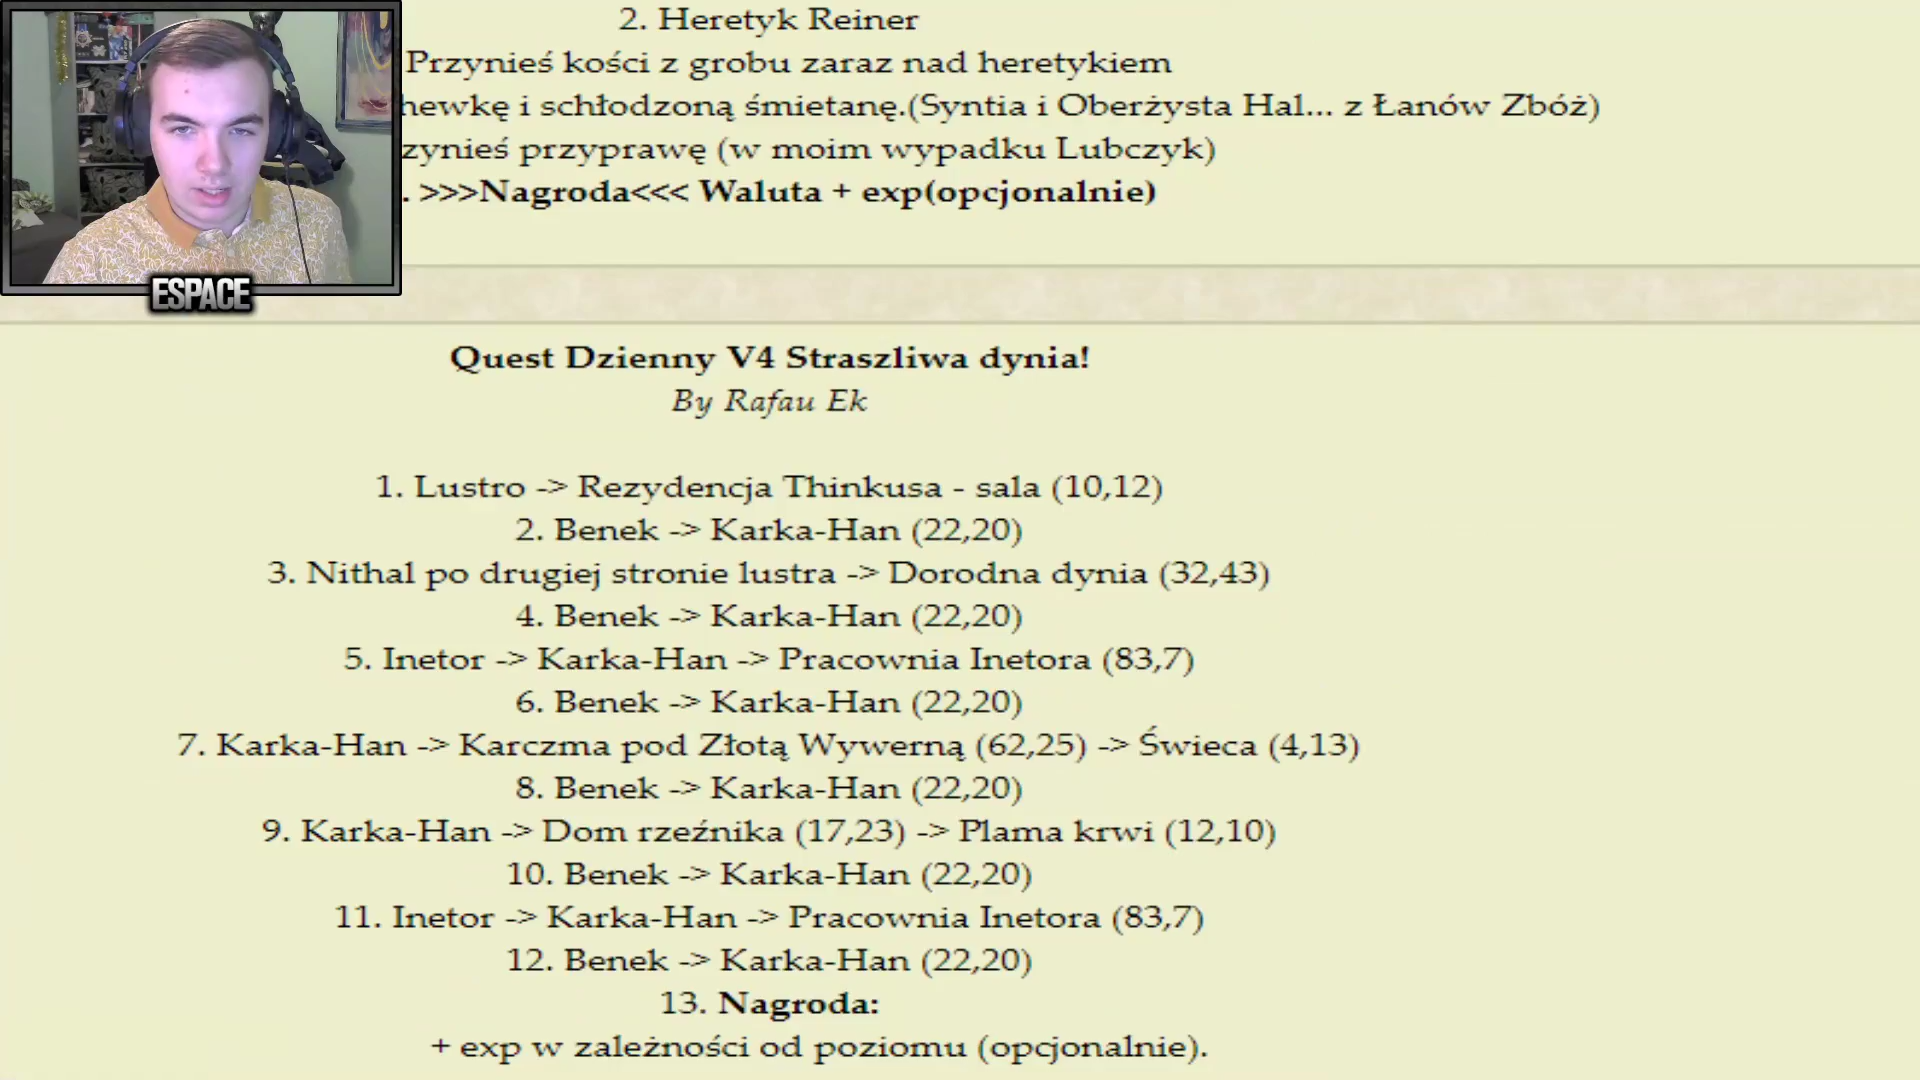 2. Heretyk Reiner
Przynieś kości z grobu zaraz nad heretykiem
i schłodzoną śmietanę.(Syntia i Oberżysta Hal... z Łanów Zbóż)
przyprawę (w moim wypadku Lubczyk)
. >>>Nagroda<<< Waluta + exp(opcjonalnie)
ESPACE
Quest Dzienny V4 Straszliwa dynia!
By Rafau Ek
1. Lustro -> Rezydencja Thinkusa - sala (10,12)
2. Benek -> Karka-Han (22,20)
3. Nithal po drugiej stronie lustra -> Dorodna dynia (32,43)
4. Benek -> Karka-Han (22,20)
5. Inetor -> Karka-Han -> Pracownia Inetora (83,7)
6. Benek -> Karka-Han (22,20)
7. Karka-Han -> Karczma pod Złotą Wywerną (62,25) -> Świeca (4,13)
8. Benek -> Karka-Han (22,20)
9. Karka-Han -> Dom rzeźnika (17,23) -> Plama krwi (12,10)
10. Benek -> Karka-Han (22,20)
11. Inetor -> Karka-Han -> Pracownia Inetora (83,7)
12. Benek -> Karka-Han (22,20)
13. Nagroda:
+ exp w zależności od poziomu (opcjonalnie).